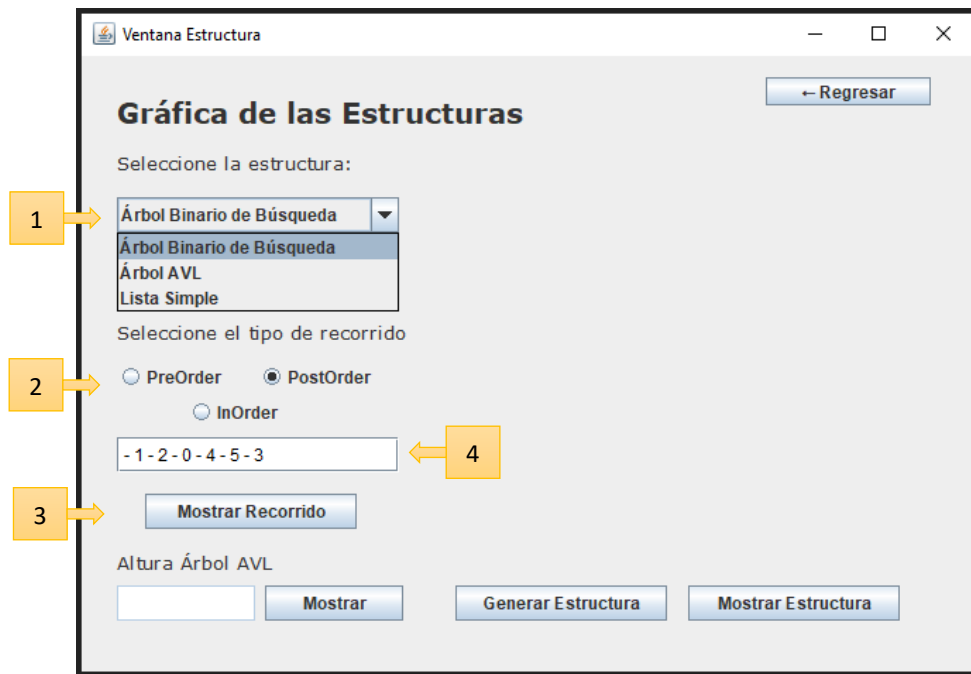 Ventana Estructura
←Regresar
Gráfica de las Estructuras
Seleccione la estructura:
1
Árbol Binario de Búsqueda
Árbol Binario de Búsqueda
Árbol AVL
Lista Simple
Seleccione el tipo de recorrido
2
PreOrder PostOrder
InOrder
- 1 - 2 - 0 - 4 - 5 - 3
4
3
Mostrar Recorrido
Altura Árbol AVL
Mostrar Generar Estructura Mostrar Estructura